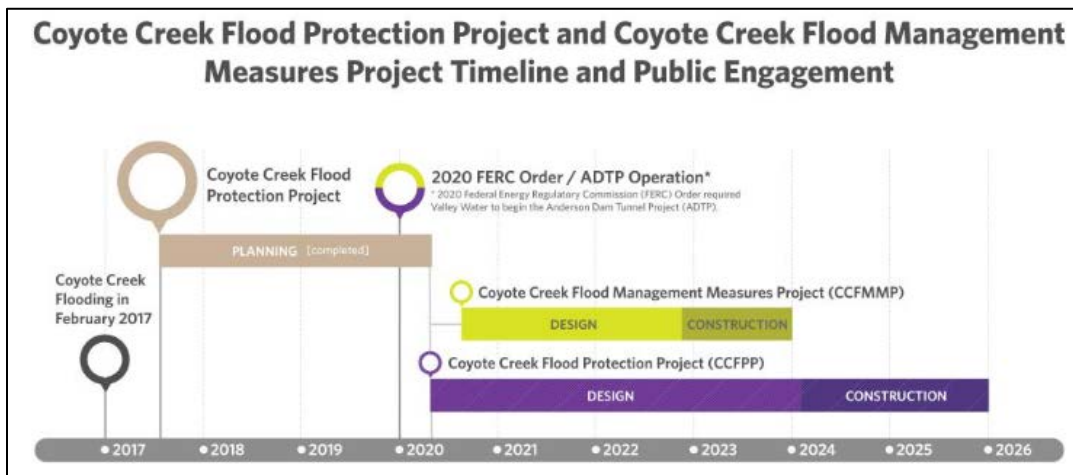 Coyote Creek Flood Protection Project and Coyote Creek Flood Management
Measures Project Timeline and Public Engagement
Coyote Creek Flood
Protection Project
2020 FERC Order / ADTP Operation*
* 2020 Federal Energy Regulatory Commission (FERC) Order required
Valley Water to begin the Anderson Dam Tunnel Project (ADTP).
PLANNING [completed]
Coyote Creek
Flooding in
February 2017
Coyote Creek Flood Management Measures Project (CCFMMP)
DESIGN CONSTRUCTION
Coyote Creek Flood Protection Project (CCFPP)
DESIGN CONSTRUCTION
2017 2018 2019 2020 2021 2022 2023 2024 2025 2026